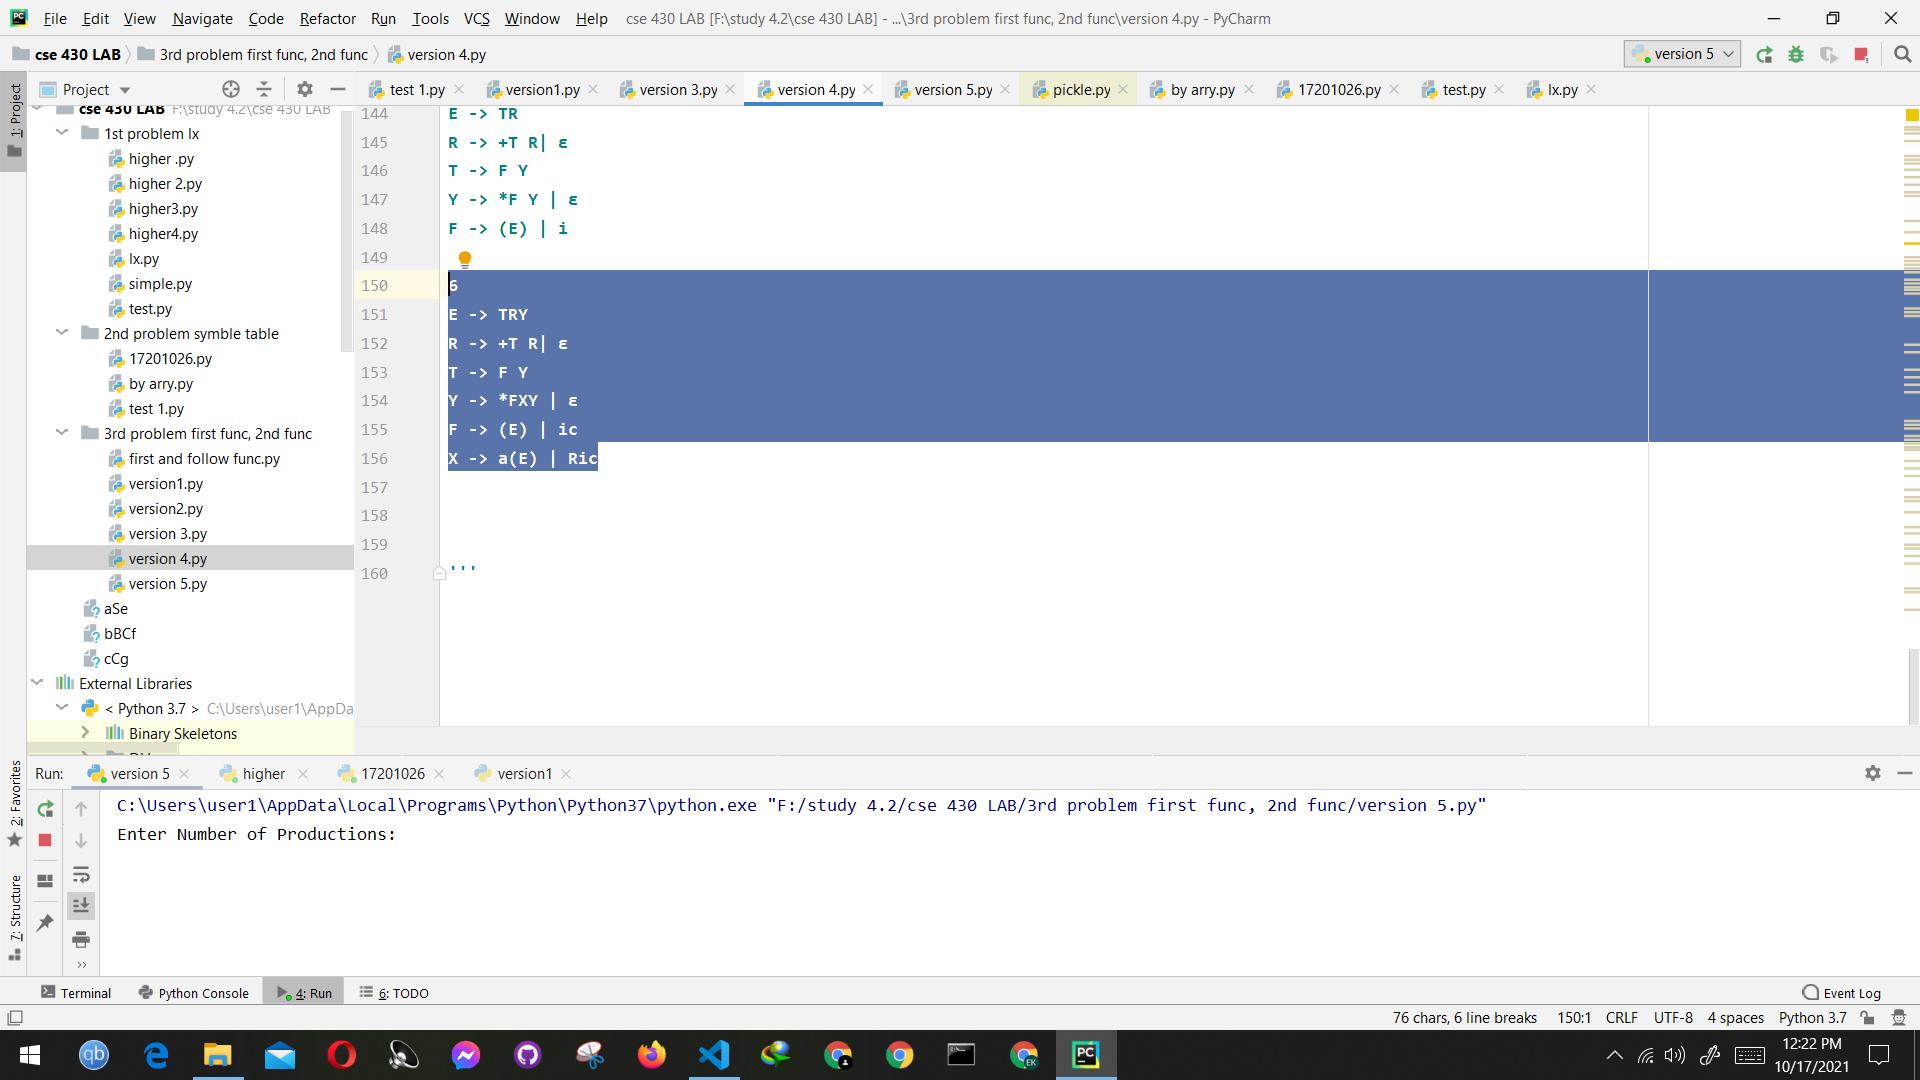 File Edit View Navigate Code Refactor Run Tools VCS Window Help cse 430 LAB [F:\study 4.2\cse 430 LAB] - ...\3rd problem first func, 2nd func\version 4.py - PyCharm
cse 430 LAB 3rd problem first func, 2nd func version 4.py version 5
Project test 1.py version1.py version 3.py version 4.py version 5.py pickle.py by arry.py 17201026.py test.py lx.py
1: Project
cse 430 LAB F:\study 4.2\cse 430 LAB
1st problem lx
higher .py
higher 2.py
higher3.py
higher4.py
lx.py
simple.py
test.py
2nd problem symble table
17201026.py
by arry.py
test 1.py
3rd problem first func, 2nd func
first and follow func.py
version1.py
version2.py
version 3.py
version 4.py
version 5.py
aSe
bBCf
cCg
External Libraries
< Python 3.7 > C:\Users\user1\AppDa
Binary Skeletons
144 E -> TR
145 R -> +T R| ε
146 T -> F Y
147 Y -> *F Y | ε
148 F -> (E) | i
149
150 6
151 E -> TRY
152 R -> +T R| ε
153 T -> F Y
154 Y -> *FXY | ε
155 F -> (E) | ic
156 X -> a(E) | Ric
157
158
159
160 '''
Run: version 5 higher 17201026 version1
C:\Users\user1\AppData\Local\Programs\Python\Python37\python.exe "F:/study 4.2/cse 430 LAB/3rd problem first func, 2nd func/version 5.py"
Enter Number of Productions:
2: Favorites
7: Structure
Terminal Python Console 4: Run 6: TODO Event Log
76 chars, 6 line breaks 150:1 CRLF UTF-8 4 spaces Python 3.7
12:22 PM
10/17/2021